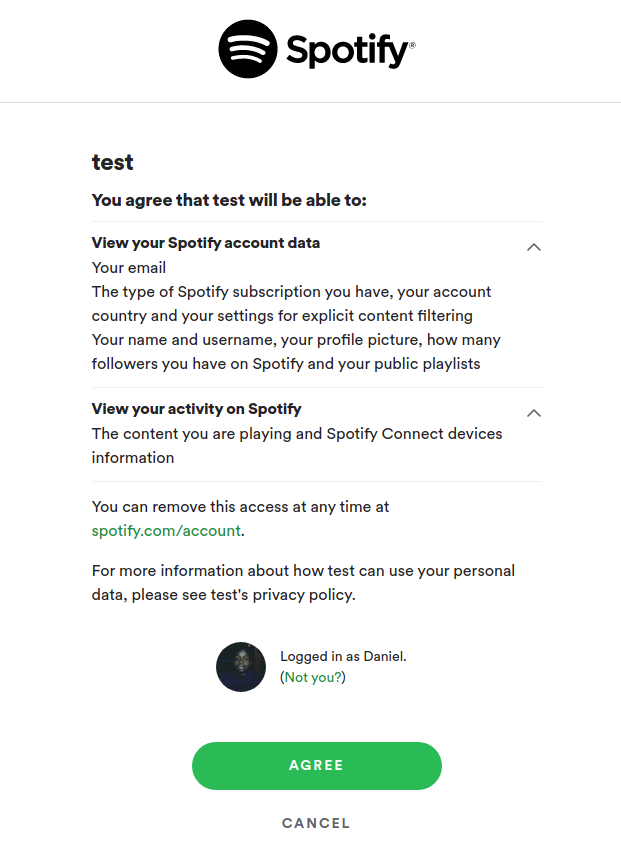 Spotify®
test
You agree that test will be able to:
View your Spotify account data
Your email
The type of Spotify subscription you have, your account
country and your settings for explicit content filtering
Your name and username, your profile picture, how many
followers you have on Spotify and your public playlists
View your activity on Spotify
The content you are playing and Spotify Connect devices
information
You can remove this access at any time at
spotify.com/account.
For more information about how test can use your personal
data, please see test's privacy policy.
Logged in as Daniel.
(Not you?)
AGREE
CANCEL